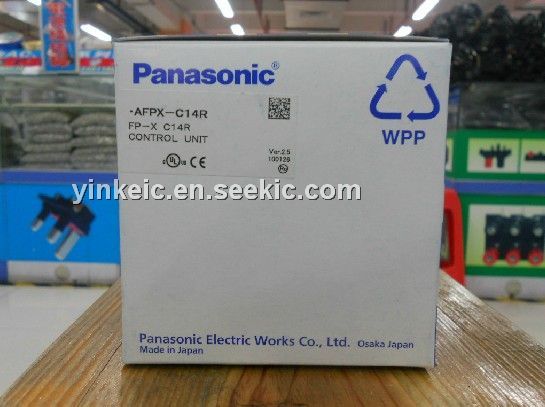 Panasonic®
-AFPX-C14R
FP-X C14R
CONTROL UNIT
Ver.2.5
100128
WPP
yinkeic.en.seekic.com
Panasonic Electric Works Co., Ltd. Osaka Japan
Made in Japan